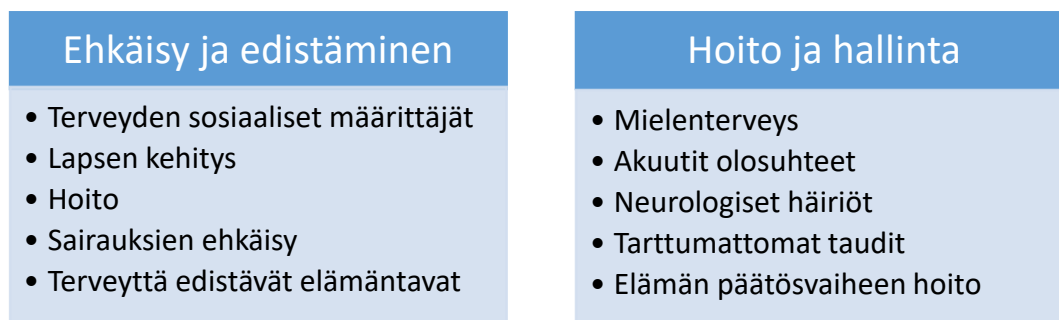 Ehkäisy ja edistäminen
• Terveyden sosiaaliset määrittäjät
• Lapsen kehitys
• Hoito
• Sairauksien ehkäisy
• Terveyttä edistävät elämäntavat
Hoito ja hallinta
• Mielenterveys
• Akuutit olosuhteet
• Neurologiset häiriöt
• Tarttumattomat taudit
• Elämän päätösvaiheen hoito